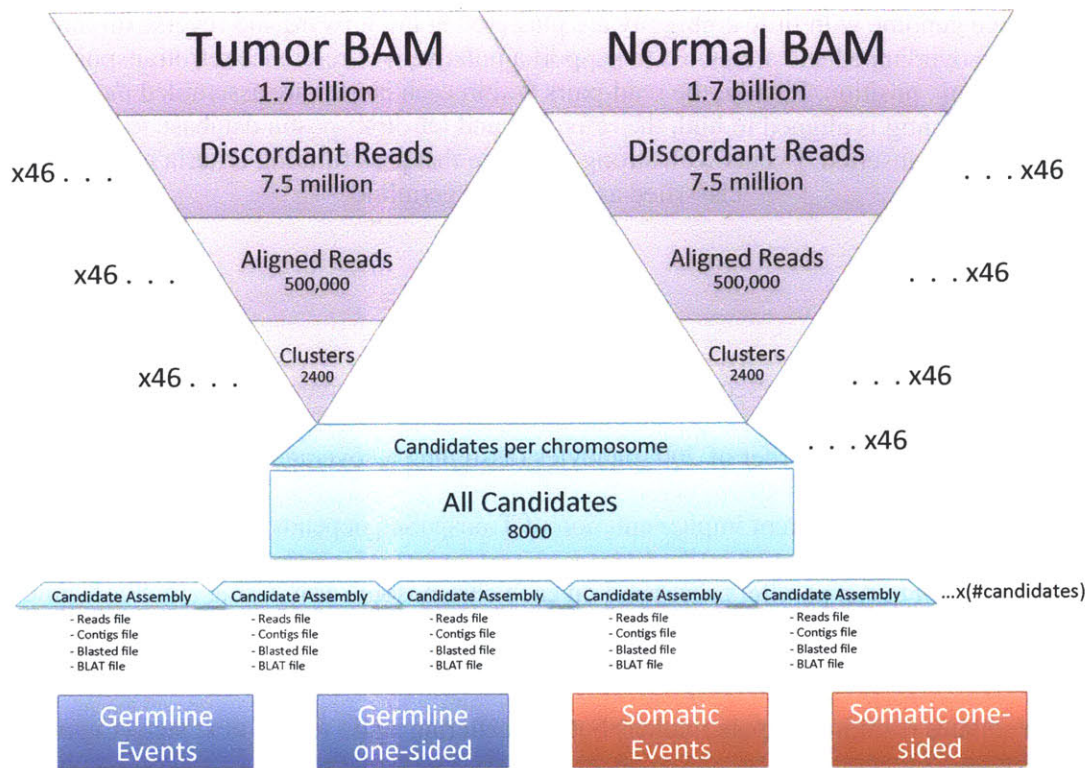 Tumor BAM
1.7 billion
Normal BAM
1.7 billion
x46 . . .
Discordant Reads
7.5 million
Discordant Reads
7.5 million
. . . x46
x46 . . .
Aligned Reads
500,000
Aligned Reads
500,000
. . . x46
x46 . . .
Clusters
2400
Clusters
2400
. . . x46
Candidates per chromosome
. . . x46
All Candidates
8000
Candidate Assembly
- Reads file
- Contigs file
- Blasted file
- BLAT file
Candidate Assembly
- Reads file
- Contigs file
- Blasted file
- BLAT file
Candidate Assembly
- Reads file
- Contigs file
- Blasted file
- BLAT file
Candidate Assembly
- Reads file
- Contigs file
- Blasted file
- BLAT file
Candidate Assembly
- Reads file
- Contigs file
- Blasted file
- BLAT file
...x(#candidates)
Germline
Events
Germline
one-sided
Somatic
Events
Somatic one-
sided